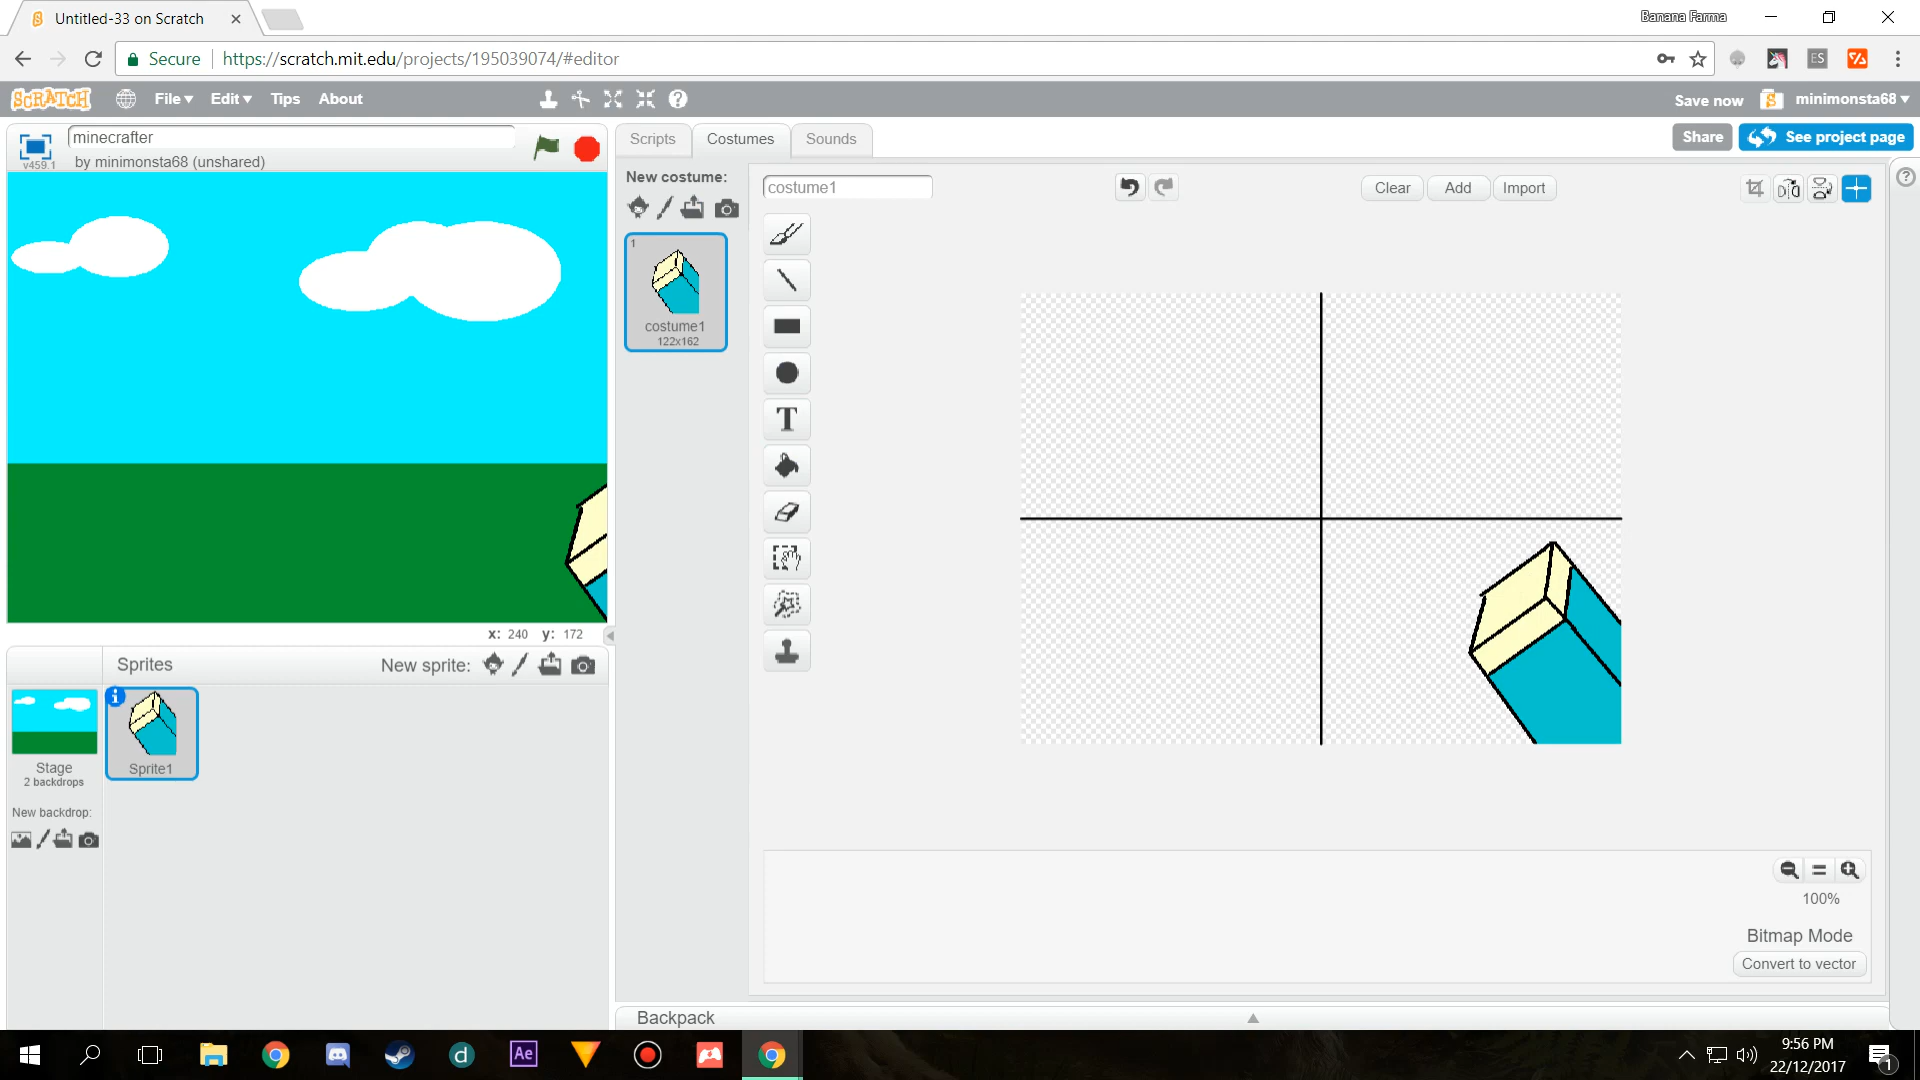 Untitled-33 on Scratch
Banana Farma
Secure
https://scratch.mit.edu/projects/195039074/#editor
ES
SCRATCH
File
Edit
Tips
About
Save now
minimonsta68
v459.1
minecrafter
by minimonsta68 (unshared)
Scripts
Costumes
Sounds
Share
See project page
New costume:
costume1
Clear
Add
Import
1
costume1
122x162
T
x: 240 y: 172
Sprites
New sprite:
Stage
2 backdrops
Sprite1
New backdrop:
100%
Bitmap Mode
Convert to vector
Backpack
d
Ae
9:56 PM
22/12/2017
1